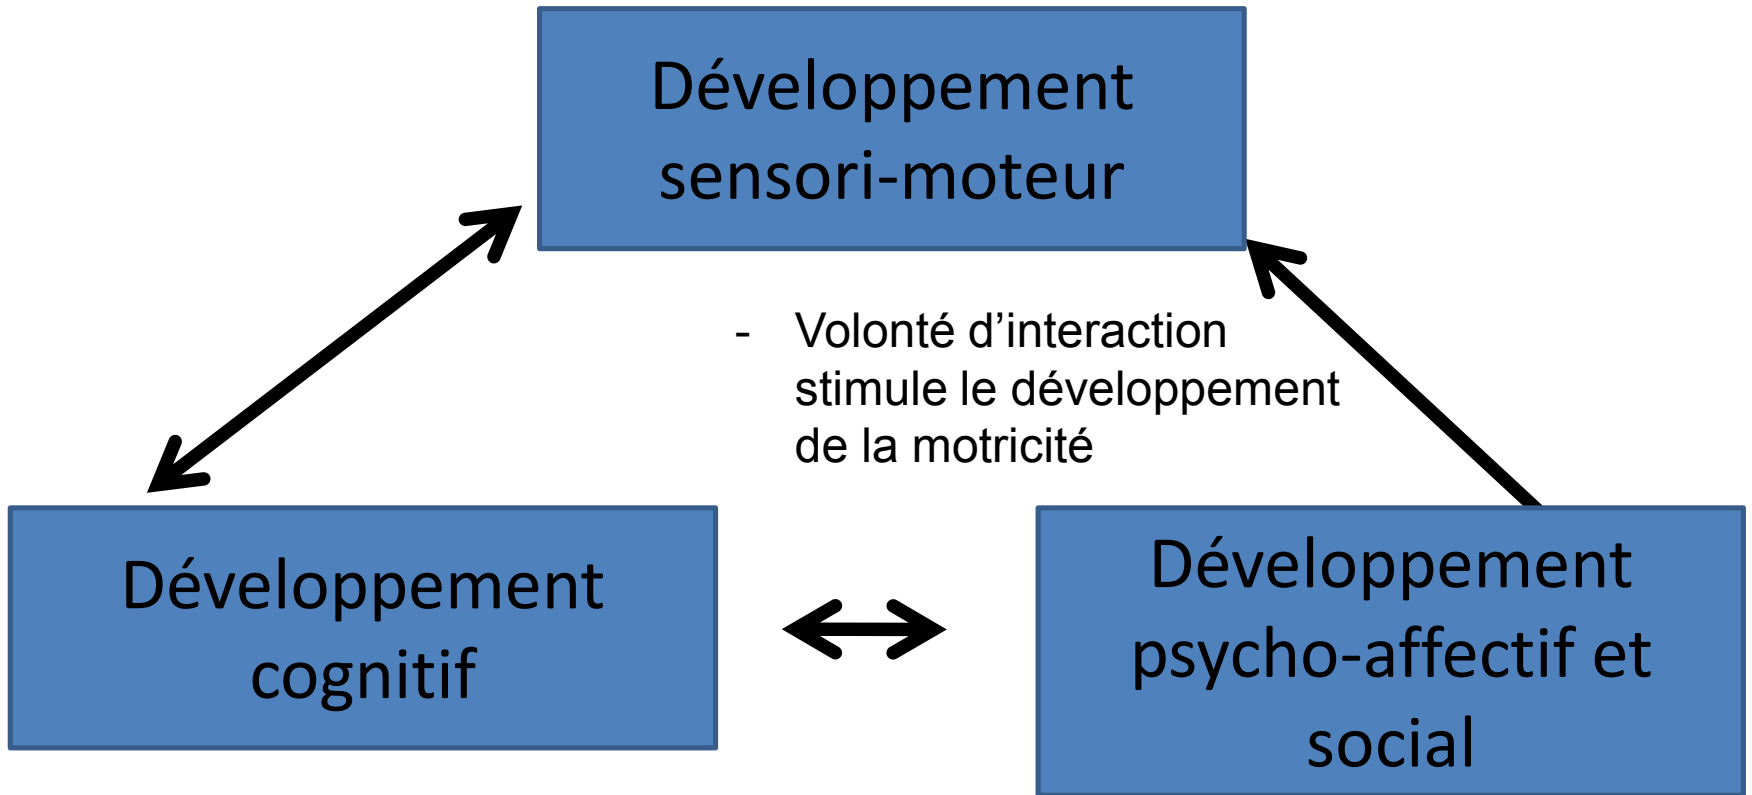 Développement
sensori-moteur
- Volonté d’interaction
stimule le développement
de la motricité
Développement
cognitif
Développement
psycho-affectif et
social